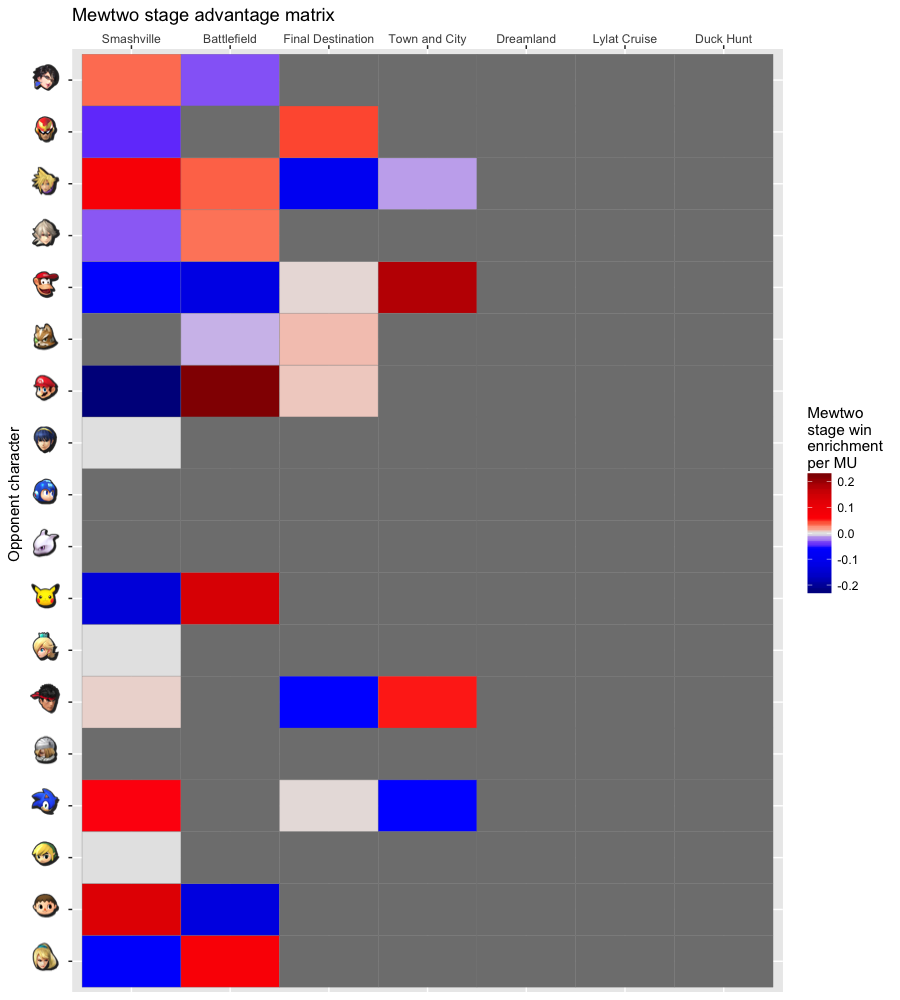 Mewtwo stage advantage matrix
Smashville Battlefield Final Destination Town and City Dreamland Lylat Cruise Duck Hunt
Opponent character
Mewtwo
stage win
enrichment
per MU
0.2
0.1
0.0
-0.1
-0.2